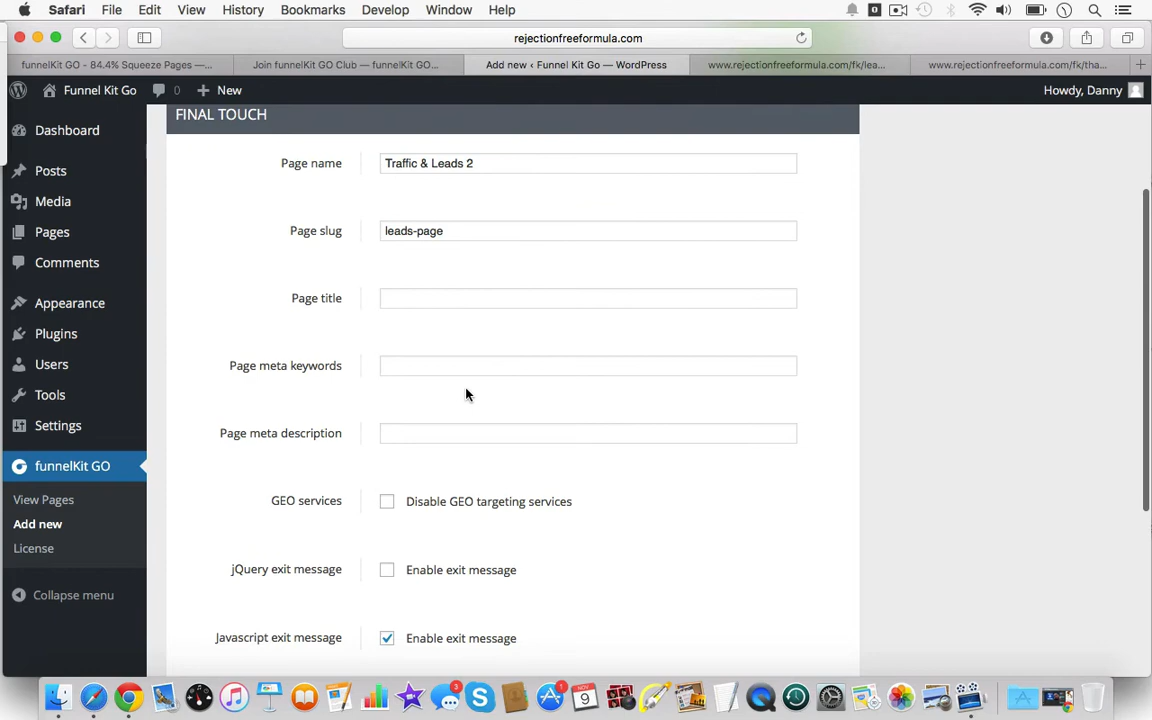 Safari File Edit View History Bookmarks Develop Window Help
rejectionfreeformula.com
funnelKit GO - 84.4% Squeeze Pages —... Join funnelKit GO Club — funnelKit GO... Add new ‹ Funnel Kit Go — WordPress www.rejectionfreeformula.com/fk/lea... www.rejectionfreeformula.com/fk/tha...
Funnel Kit Go 0 New Howdy, Danny
Dashboard
Posts
Media
Pages
Comments
Appearance
Plugins
Users
Tools
Settings
funnelKit GO
View Pages
Add new
License
Collapse menu
FINAL TOUCH
Page name Traffic & Leads 2
Page slug leads-page
Page title
Page meta keywords
Page meta description
GEO services Disable GEO targeting services
jQuery exit message Enable exit message
Javascript exit message Enable exit message
3
1
9